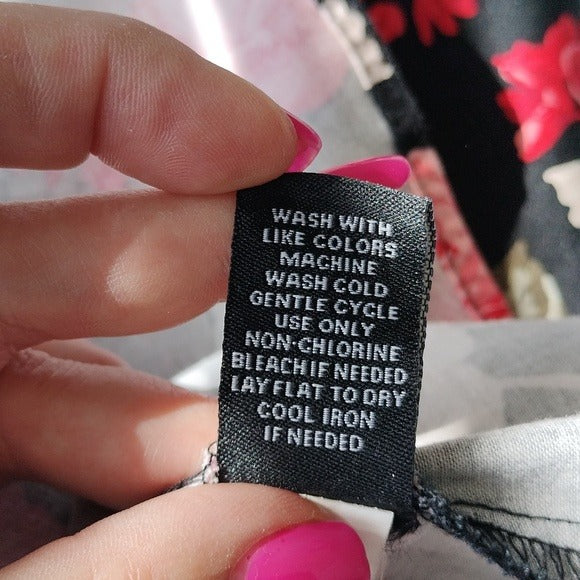 WASH WITH
LIKE COLORS
MACHINE
WASH COLD
GENTLE CYCLE
USE ONLY
NON-CHLORINE
BLEACH IF NEEDED
LAY FLAT TO DRY
COOL IRON
IF NEEDED